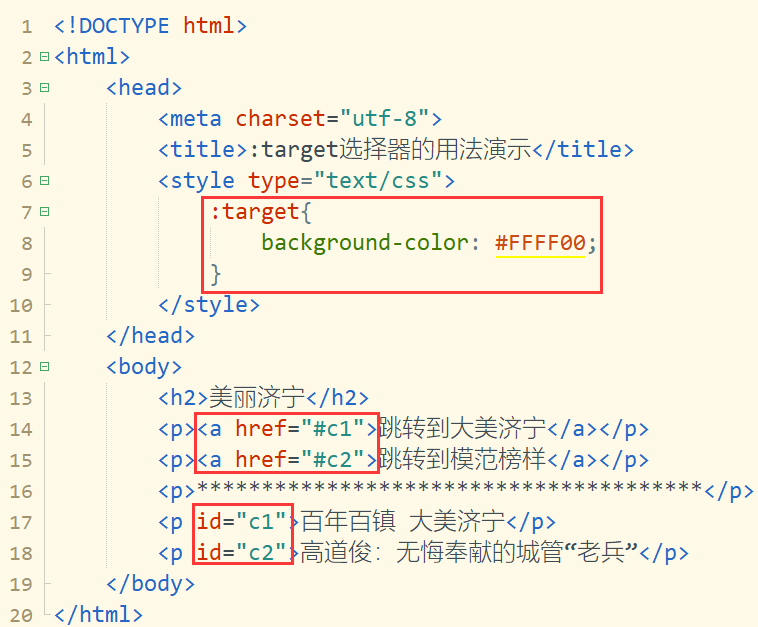 1 <!DOCTYPE html>
2 <html>
3 <head>
4 <meta charset="utf-8">
5 <title>:target选择器的用法演示</title>
6 <style type="text/css">
7 :target{
8 background-color: #FFFF00;
9 }
10 </style>
11 </head>
12 <body>
13 <h2>美丽济宁</h2>
14 <p><a href="#c1">跳转到大美济宁</a></p>
15 <p><a href="#c2">跳转到模范榜样</a></p>
16 <p>***************************************</p>
17 <p id="c1">百年百镇 大美济宁</p>
18 <p id="c2">高道俊：无悔奉献的城管“老兵”</p>
19 </body>
20 </html>